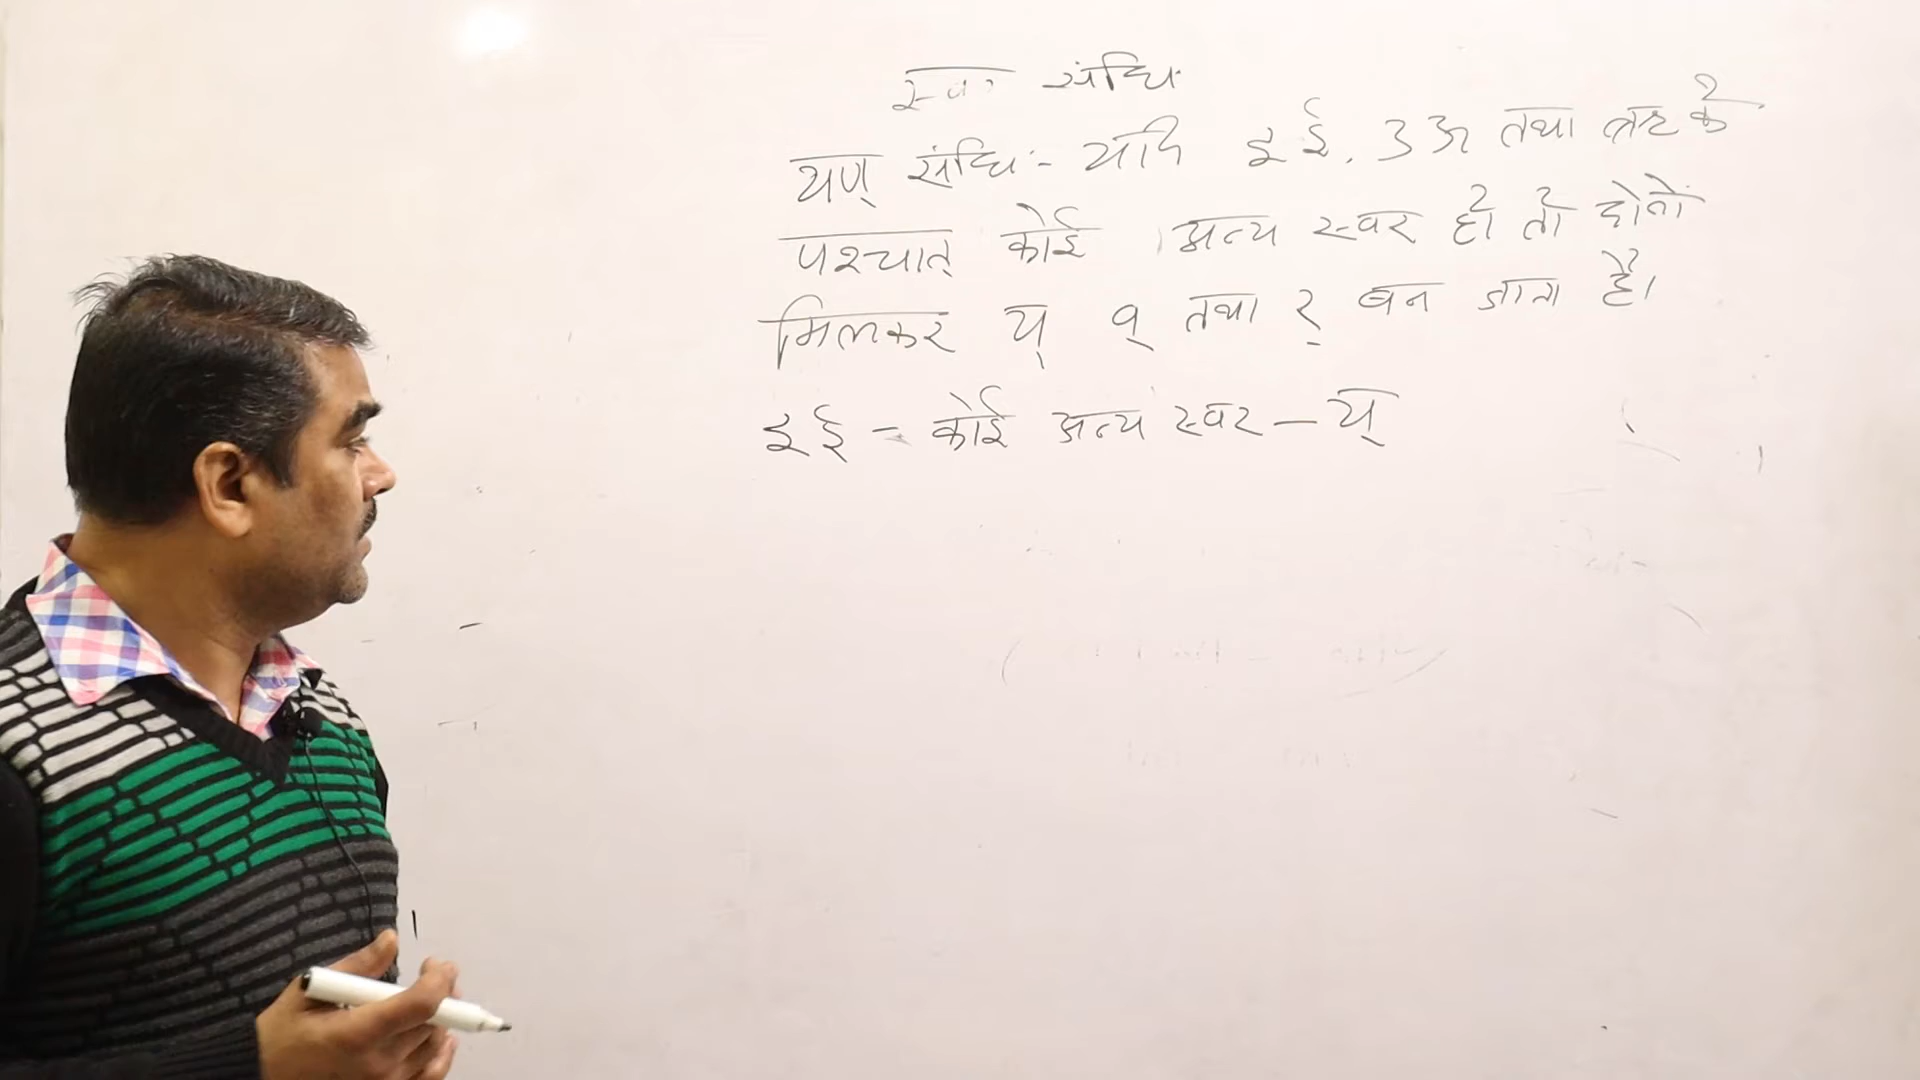 स्वर संधि
यण् संधि:- यदि इ ई, उ ऊ तथा ऋ के
पश्चात् कोई अन्य स्वर हो तो दोनो
मिलकर य् व् तथा र् बन जाता है।
इ ई - कोई अन्य स्वर - य्